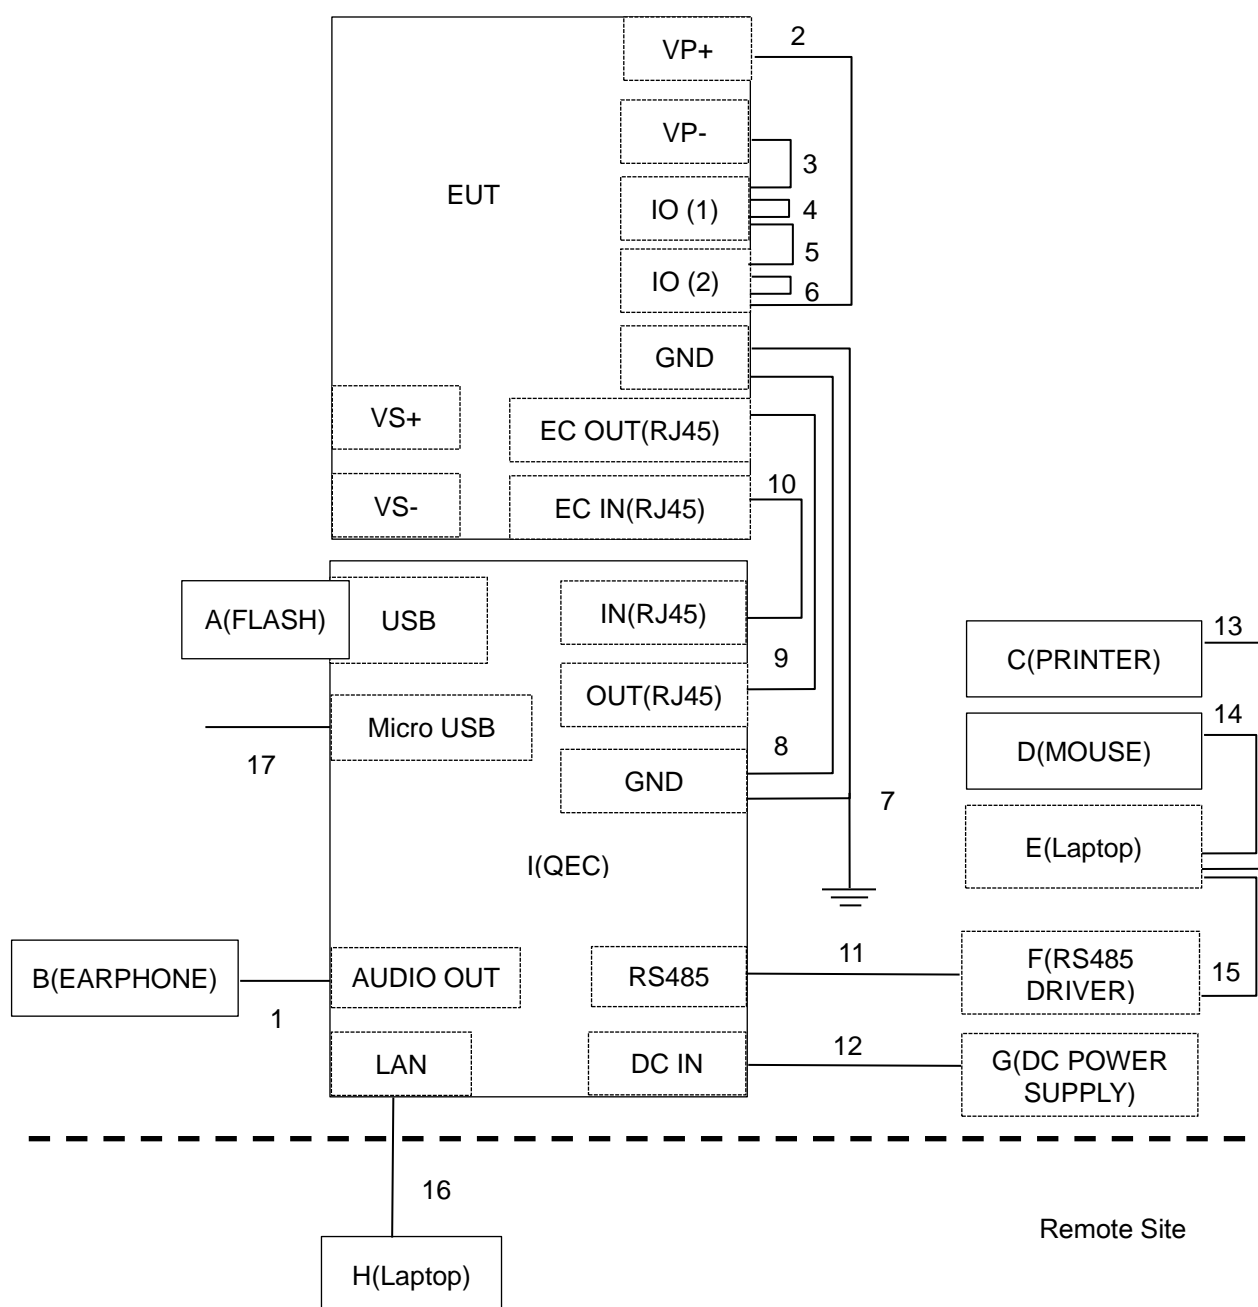 2
VP+
VP-
3
EUT
IO (1)
4
5
IO (2)
6
GND
VS+
EC OUT(RJ45)
10
VS-
EC IN(RJ45)
A(FLASH)
USB
IN(RJ45)
13
9
C(PRINTER)
OUT(RJ45)
Micro USB
14
17
8
D(MOUSE)
GND
7
E(Laptop)
I(QEC)
11
F(RS485
DRIVER)
15
B(EARPHONE)
AUDIO OUT
RS485
1
12
LAN
DC IN
G(DC POWER
SUPPLY)
16
Remote Site
H(Laptop)